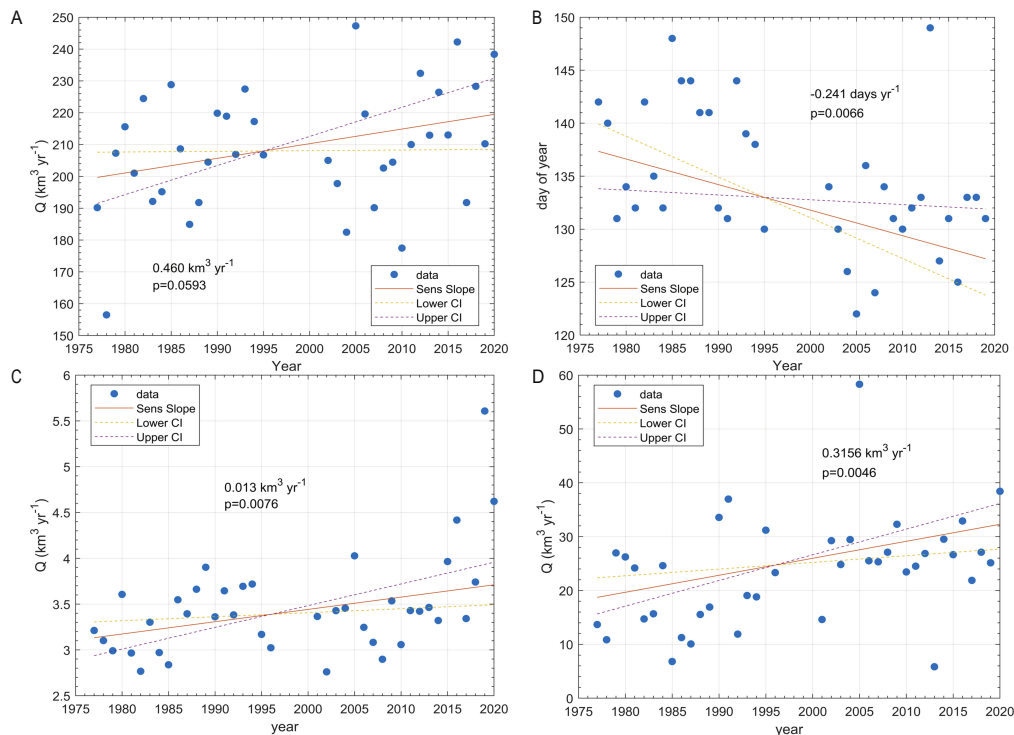 A
250
240
230
220
210
200
190
180
170
160
150
Q (km³ yr⁻¹)
0.460 km³ yr⁻¹
p=0.0593
data
Sens Slope
Lower CI
Upper CI
1975 1980 1985 1990 1995 2000 2005 2010 2015 2020
Year
B
150
145
140
135
130
125
120
day of year
-0.241 days yr⁻¹
p=0.0066
data
Sens Slope
Lower CI
Upper CI
1975 1980 1985 1990 1995 2000 2005 2010 2015 2020
Year
C
6
5.5
5
4.5
4
3.5
3
2.5
Q (km³ yr⁻¹)
data
Sens Slope
Lower CI
Upper CI
0.013 km³ yr⁻¹
p=0.0076
1975 1980 1985 1990 1995 2000 2005 2010 2015 2020
year
D
60
50
40
30
20
10
0
Q (km³ yr⁻¹)
data
Sens Slope
Lower CI
Upper CI
0.3156 km³ yr⁻¹
p=0.0046
1975 1980 1985 1990 1995 2000 2005 2010 2015 2020
year